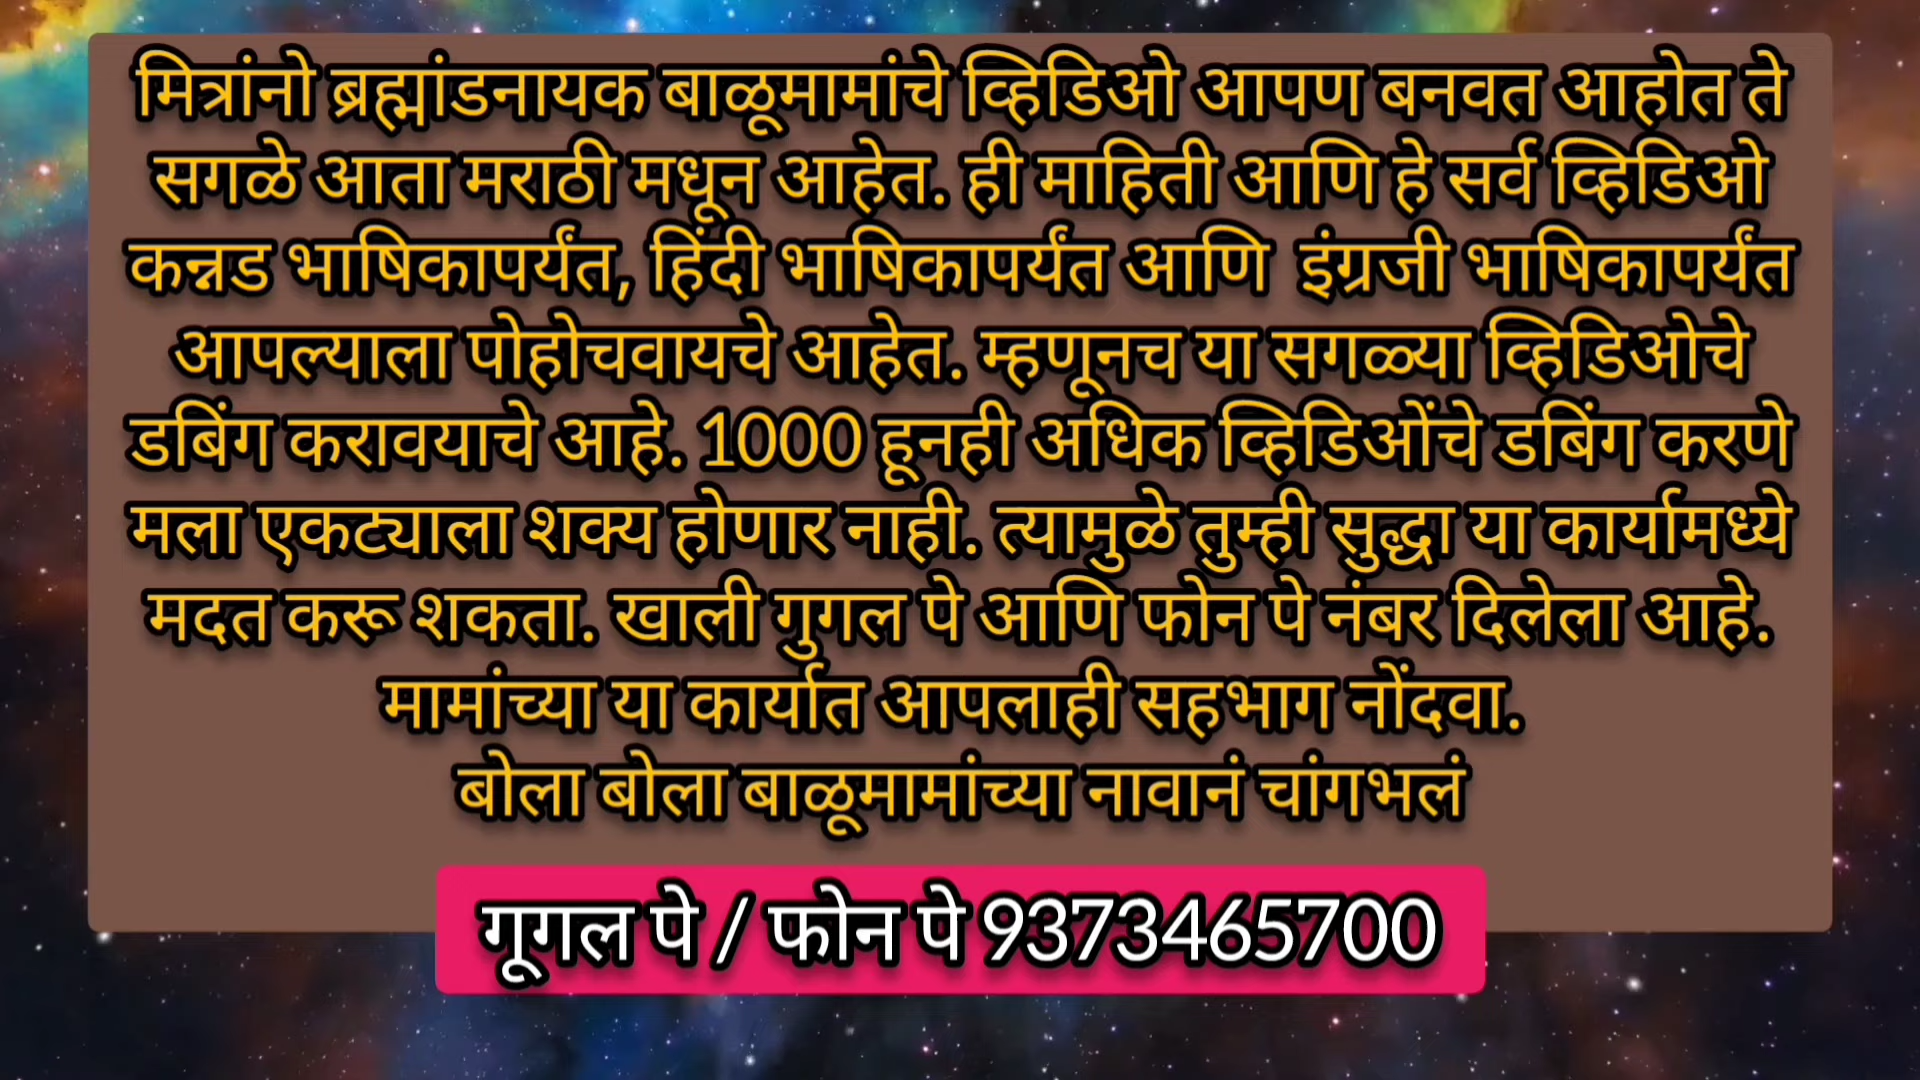 मित्रांनो ब्रह्मांडनायक बाळूमामांचे व्हिडिओ आपण बनवत आहोत ते
सगळे आता मराठी मधून आहेत. ही माहिती आणि हे सर्व व्हिडिओ
कन्नड भाषिकापर्यंत, हिंदी भाषिकापर्यंत आणि इंग्रजी भाषिकापर्यंत
आपल्याला पोहोचवायचे आहेत. म्हणूनच या सगळ्या व्हिडिओचे
डबिंग करावयाचे आहे. 1000 हूनही अधिक व्हिडिओंचे डबिंग करणे
मला एकट्याला शक्य होणार नाही. त्यामुळे तुम्ही सुद्धा या कार्यामध्ये
मदत करू शकता. खाली गुगल पे आणि फोन पे नंबर दिलेला आहे.
मामांच्या या कार्यात आपलाही सहभाग नोंदवा.
बोला बोला बाळूमामांच्या नावानं चांगभलं
गूगल पे / फोन पे 9373465700